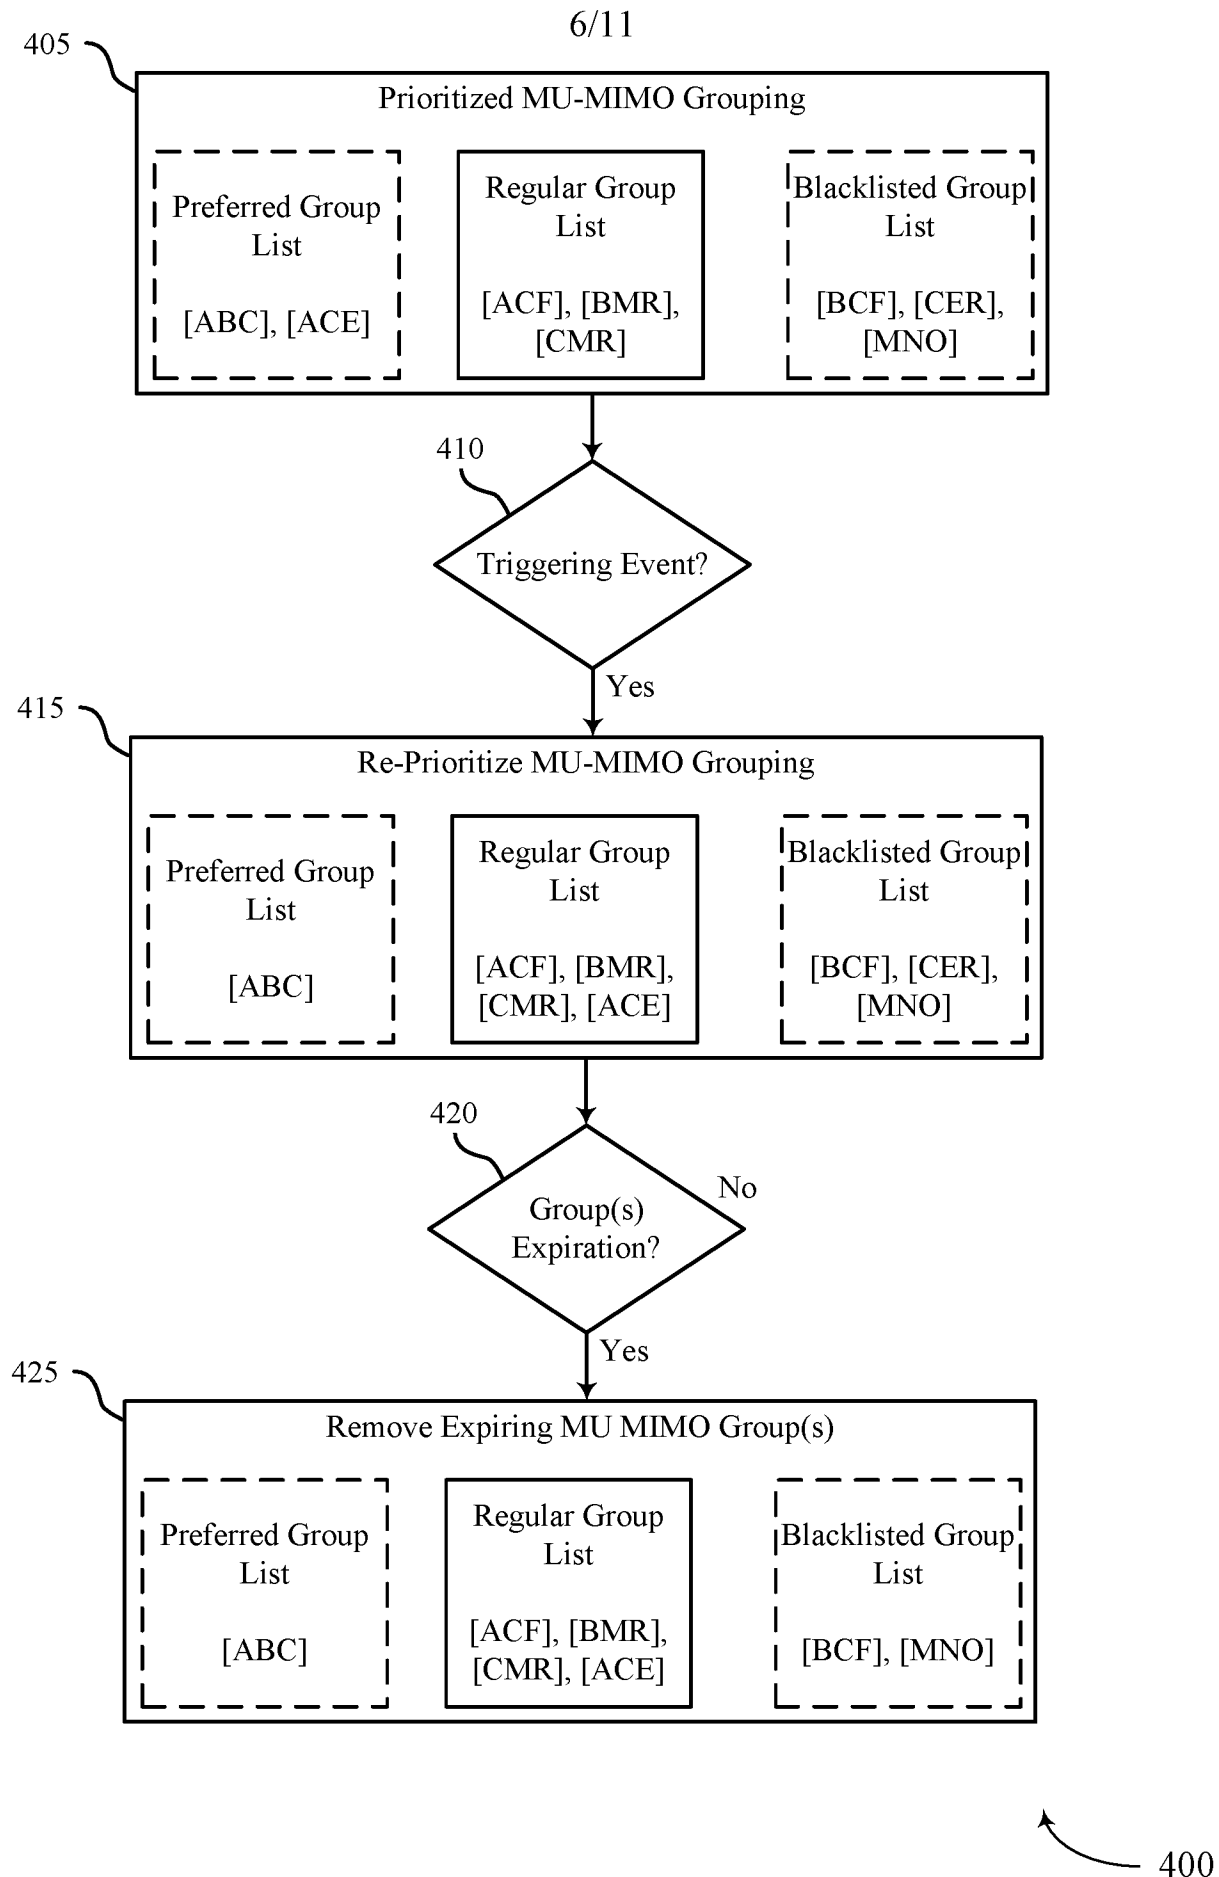 6/11
405
Prioritized MU-MIMO Grouping
Preferred Group
List
[ABC], [ACE]
Regular Group
List
[ACF], [BMR],
[CMR]
Blacklisted Group
List
[BCF], [CER],
[MNO]
410
Triggering Event?
Yes
415
Re-Prioritize MU-MIMO Grouping
Preferred Group
List
[ABC]
Regular Group
List
[ACF], [BMR],
[CMR], [ACE]
Blacklisted Group
List
[BCF], [CER],
[MNO]
420
Group(s)
Expiration?
No
Yes
425
Remove Expiring MU MIMO Group(s)
Preferred Group
List
[ABC]
Regular Group
List
[ACF], [BMR],
[CMR], [ACE]
Blacklisted Group
List
[BCF], [MNO]
400